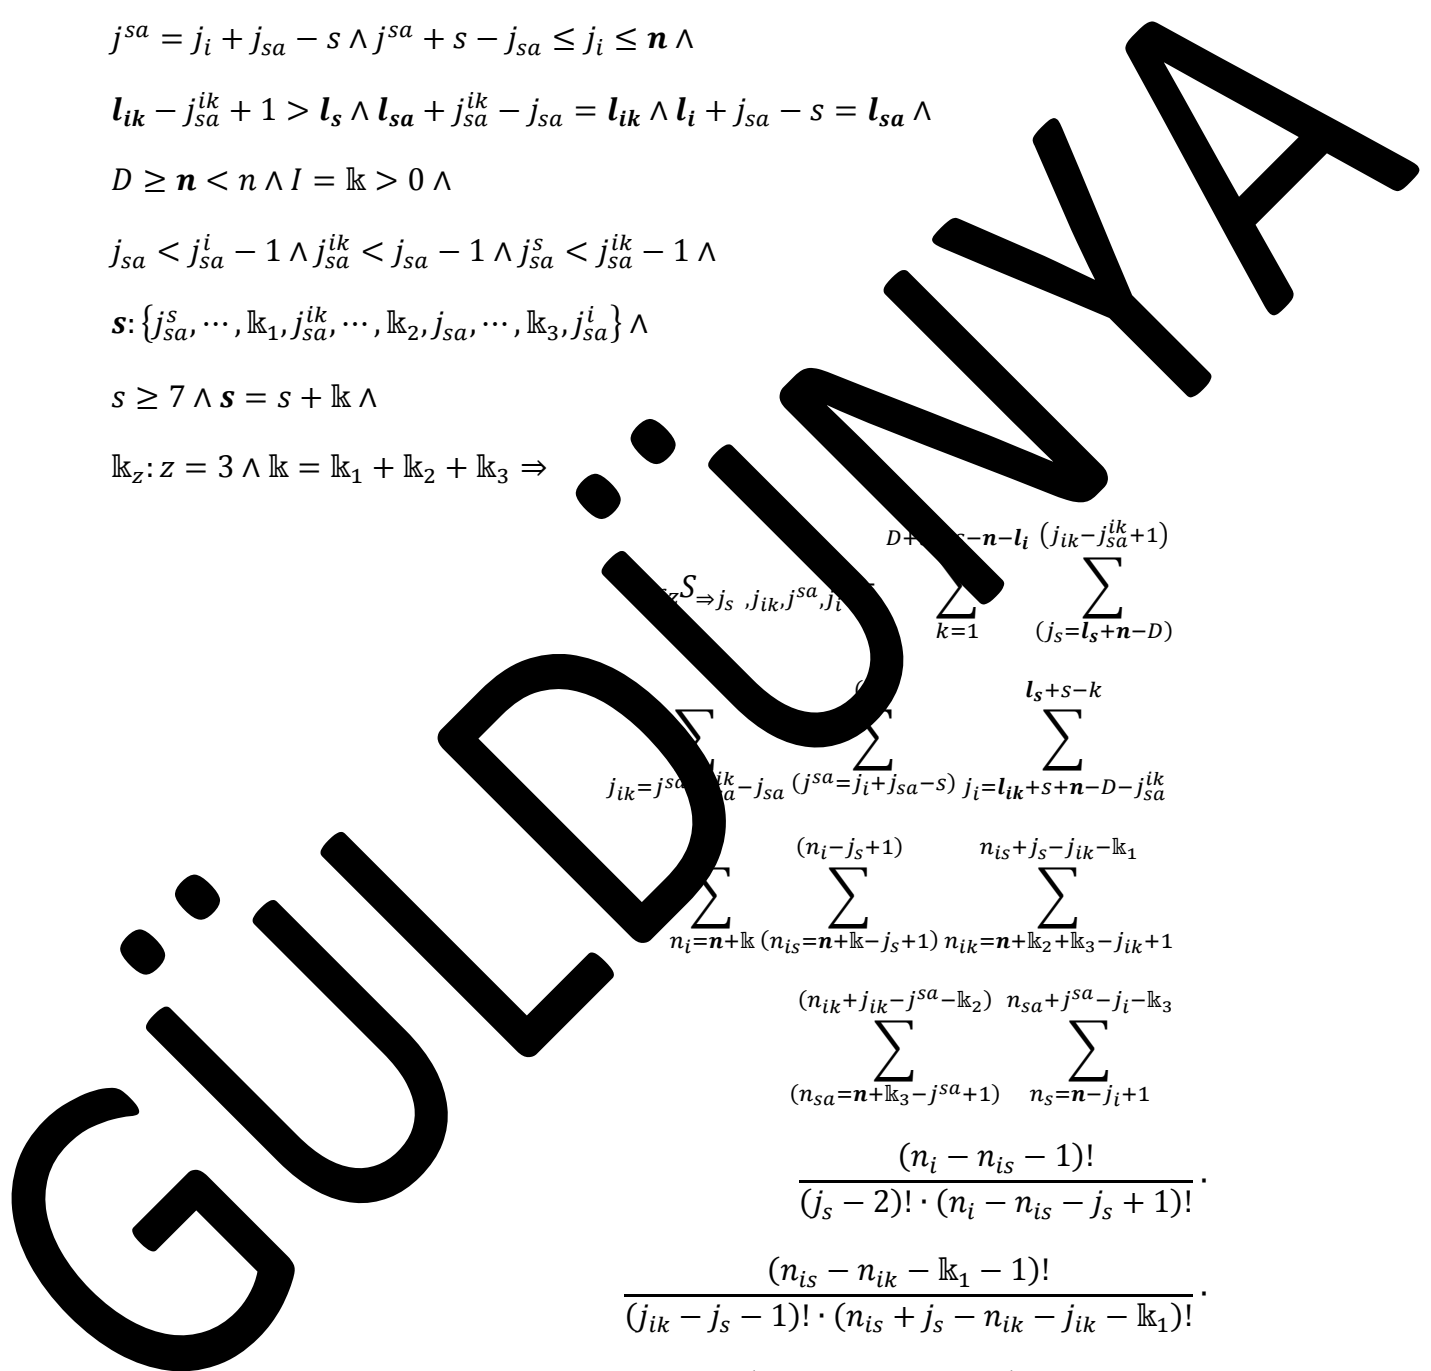 j^{sa} = j_i + j_{sa} − s ∧ j^{sa} + s − j_{sa} ≤ j_i ≤ 𝒏 ∧
𝒍_{𝒊𝒌} − j_{sa}^{ik} + 1 > 𝒍_𝒔 ∧ 𝒍_{𝒔𝒂} + j_{sa}^{ik} − j_{sa} = 𝒍_{𝒊𝒌} ∧ 𝒍_𝒊 + j_{sa} − s = 𝒍_{𝒔𝒂} ∧
D ≥ 𝒏 < n ∧ I = 𝕜 > 0 ∧
j_{sa} < j_{sa}^{i} − 1 ∧ j_{sa}^{ik} < j_{sa} − 1 ∧ j_{sa}^{s} < j_{sa}^{ik} − 1 ∧
𝒔: {j_{sa}^{s}, ⋯ , 𝕜_1, j_{sa}^{ik}, ⋯ , 𝕜_2, j_{sa}, ⋯ , 𝕜_3, j_{sa}^{i}} ∧
s ≥ 7 ∧ 𝒔 = s + 𝕜 ∧
𝕜_z: z = 3 ∧ 𝕜 = 𝕜_1 + 𝕜_2 + 𝕜_3 ⇒
−𝒏−𝒍_𝒊 (j_{ik}−j_{sa}^{ik}+1)
S_{⇒j_s ,j_{ik},j^{sa},j_i} ∑ ∑
k=1 (j_s=𝒍_𝒔+𝒏−D)
𝒍_𝒔+s−k
∑ ∑ ∑
j_{ik}=j^{sa} −j_{sa} (j^{sa}=j_i+j_{sa}−s) j_i=𝒍_{𝒊𝒌}+s+𝒏−D−j_{sa}^{ik}
(n_i−j_s+1) n_{is}+j_s−j_{ik}−𝕜_1
∑ ∑ ∑
n_i=𝒏+𝕜 (n_{is}=𝒏+𝕜−j_s+1) n_{ik}=𝒏+𝕜_2+𝕜_3−j_{ik}+1
(n_{ik}+j_{ik}−j^{sa}−𝕜_2) n_{sa}+j^{sa}−j_i−𝕜_3
∑ ∑
(n_{sa}=𝒏+𝕜_3−j^{sa}+1) n_s=𝒏−j_i+1
(n_i − n_{is} − 1)!
(j_s − 2)! · (n_i − n_{is} − j_s + 1)! ·
(n_{is} − n_{ik} − 𝕜_1 − 1)!
(j_{ik} − j_s − 1)! · (n_{is} + j_s − n_{ik} − j_{ik} − 𝕜_1)! ·
GÜLDÜNYA